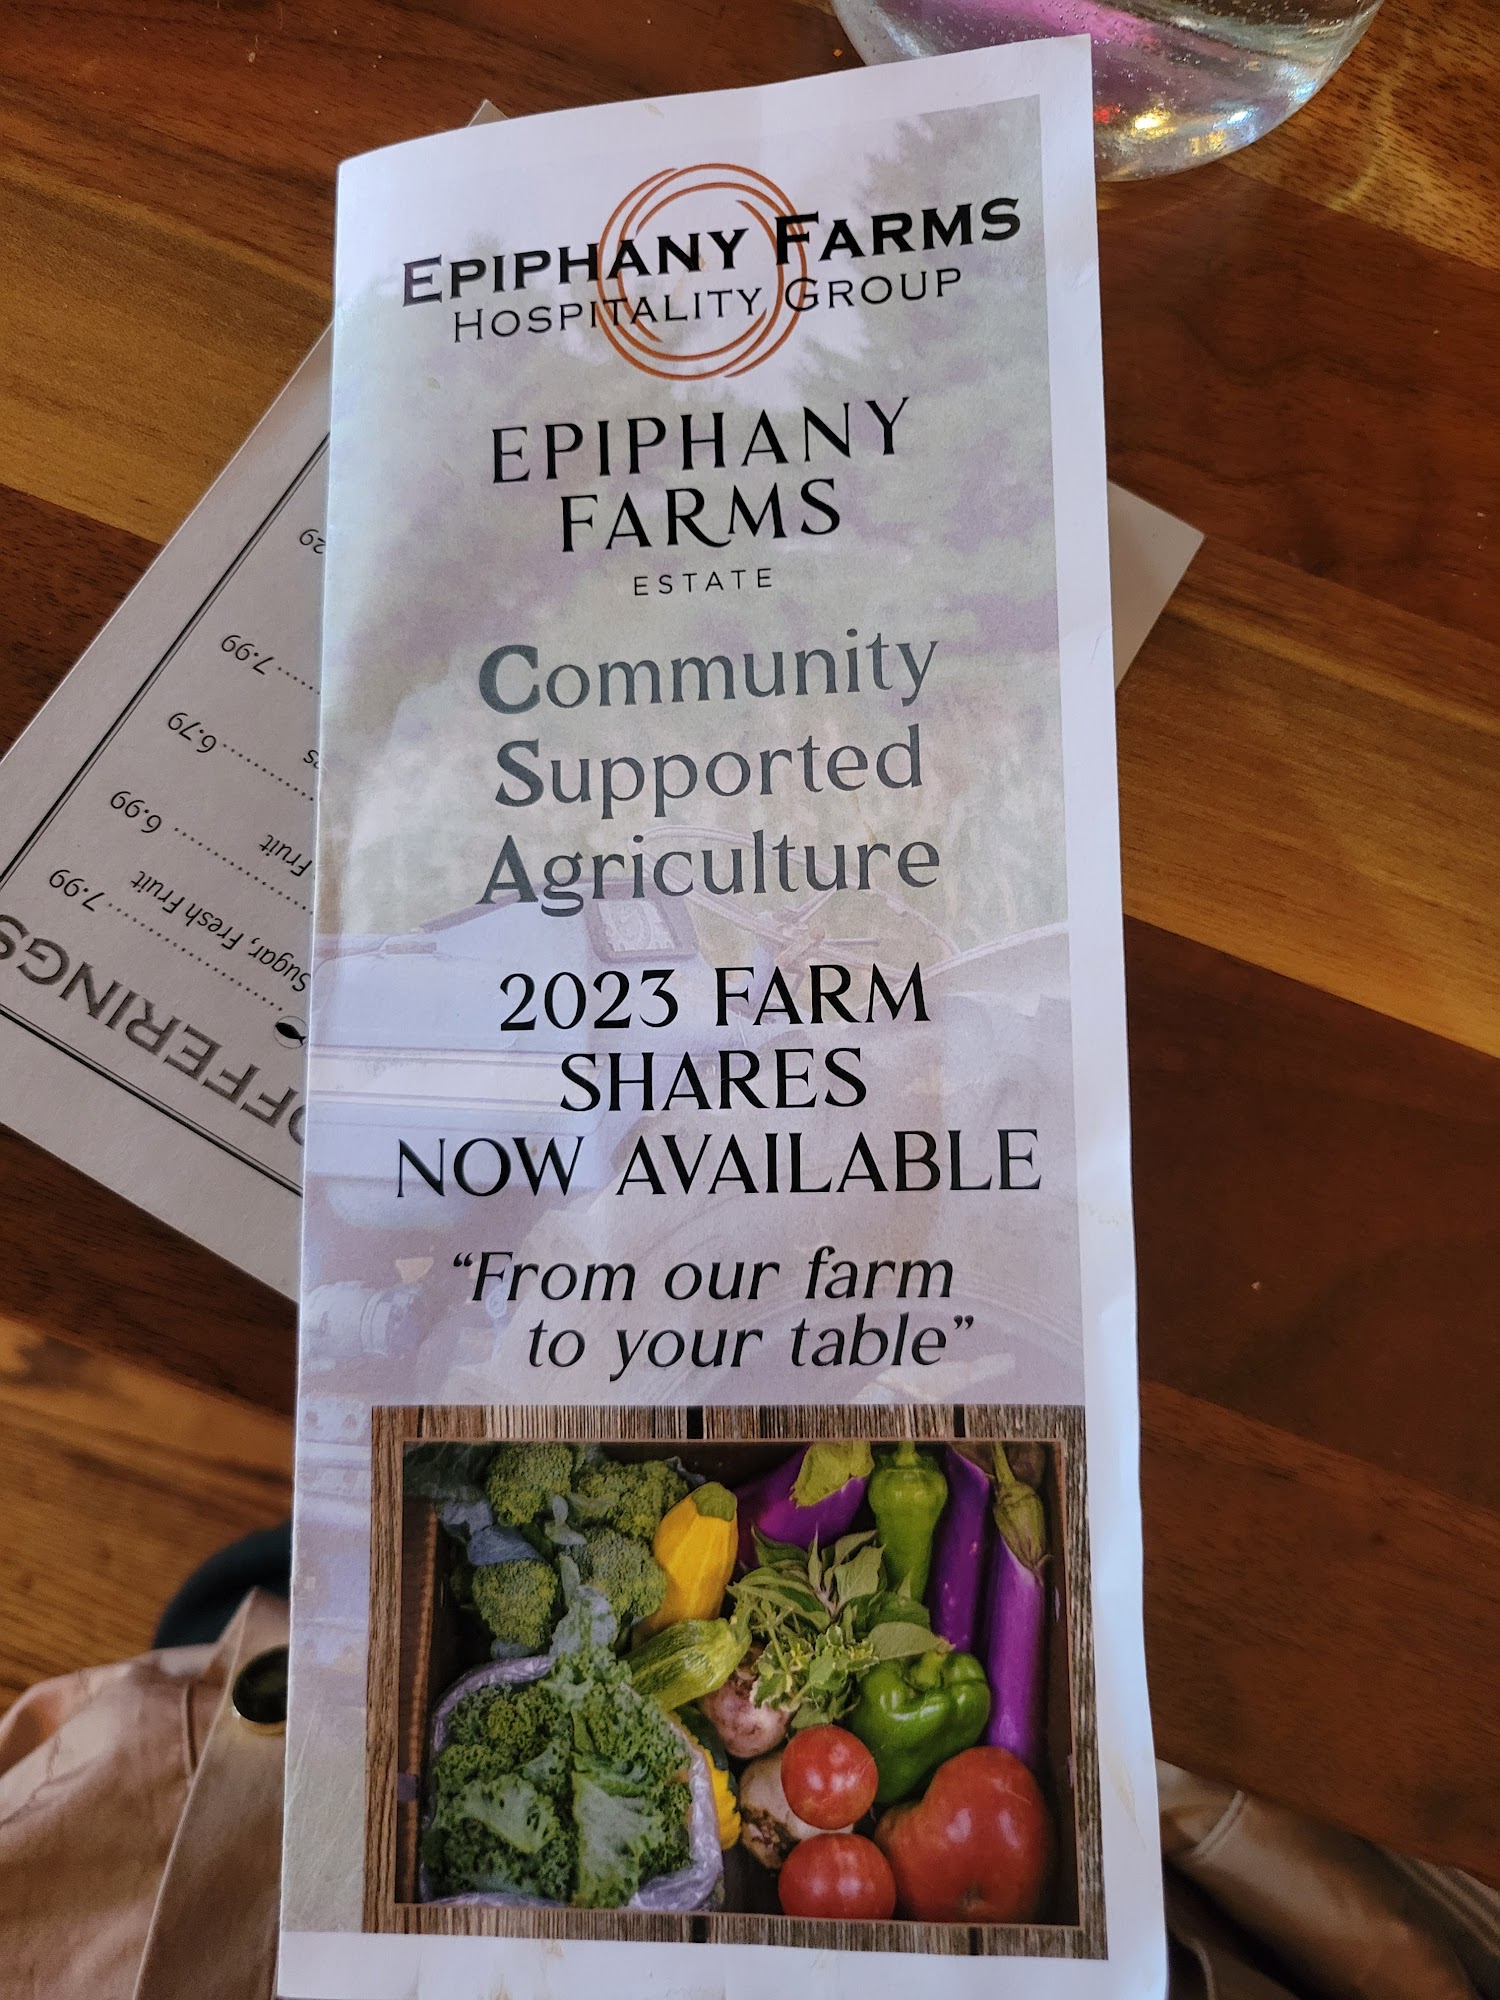 EPIPHANY FARMS
HOSPITALITY GROUP
EPIPHANY
FARMS
ESTATE
Community
Supported
Agriculture
2023 FARM
SHARES
NOW AVAILABLE
“From our farm
to your table”
OFFERINGS
7.99
Sugar, Fresh Fruit
6.99
Fruit
6.79
7.99